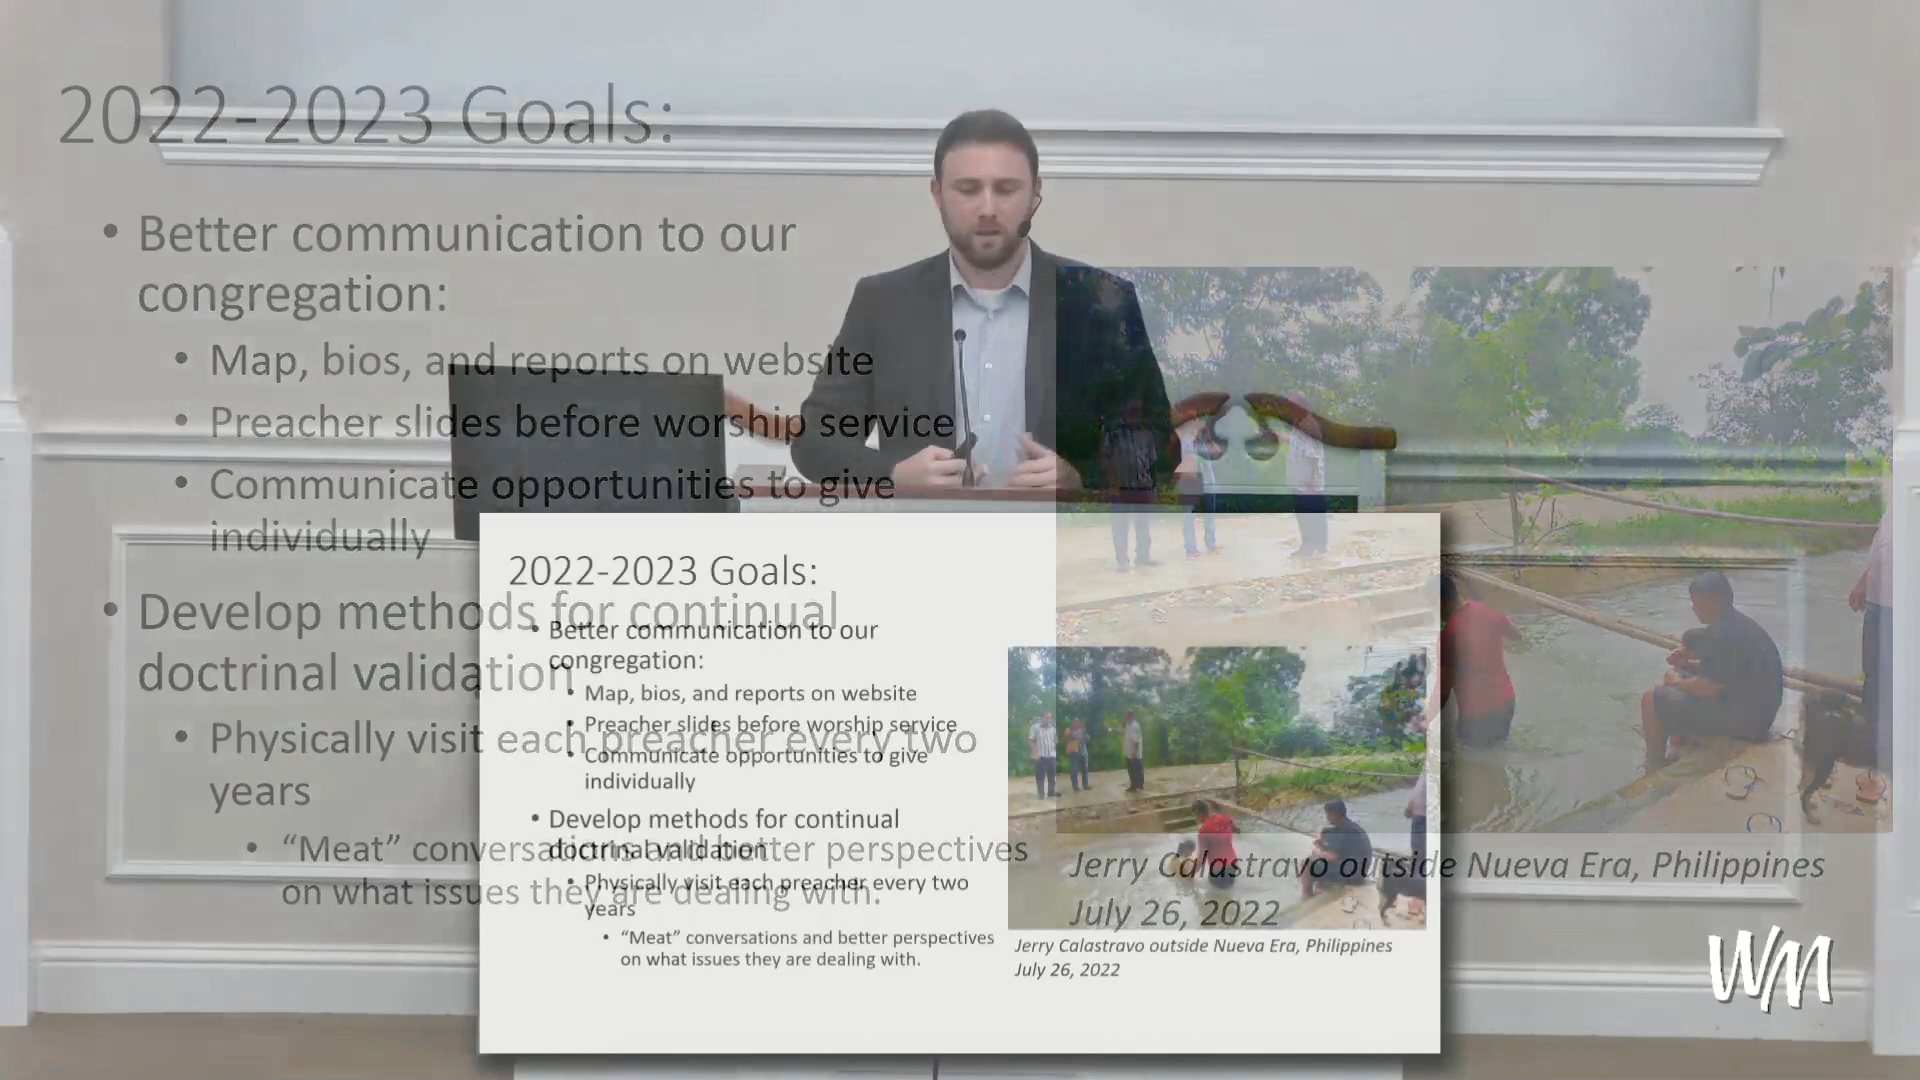 2022-2023 Goals:
• Better communication to our
congregation:
• Map, bios, and reports on website
• Preacher slides before worship service
• Communicate opportunities to give
individually
• Develop methods for continual
doctrinal validation
• Physically visit each preacher every two
years
• “Meat” conversations and better perspectives
on what issues they are dealing with.
Jerry Calastravo outside Nueva Era, Philippines
July 26, 2022
2022-2023 Goals:
• Better communication to our
congregation:
• Map, bios, and reports on website
• Preacher slides before worship service
• Communicate opportunities to give
individually
• Develop methods for continual
doctrinal validation
• Physically visit each preacher every two
years
• “Meat” conversations and better perspectives
on what issues they are dealing with.
Jerry Calastravo outside Nueva Era, Philippines
July 26, 2022
WM